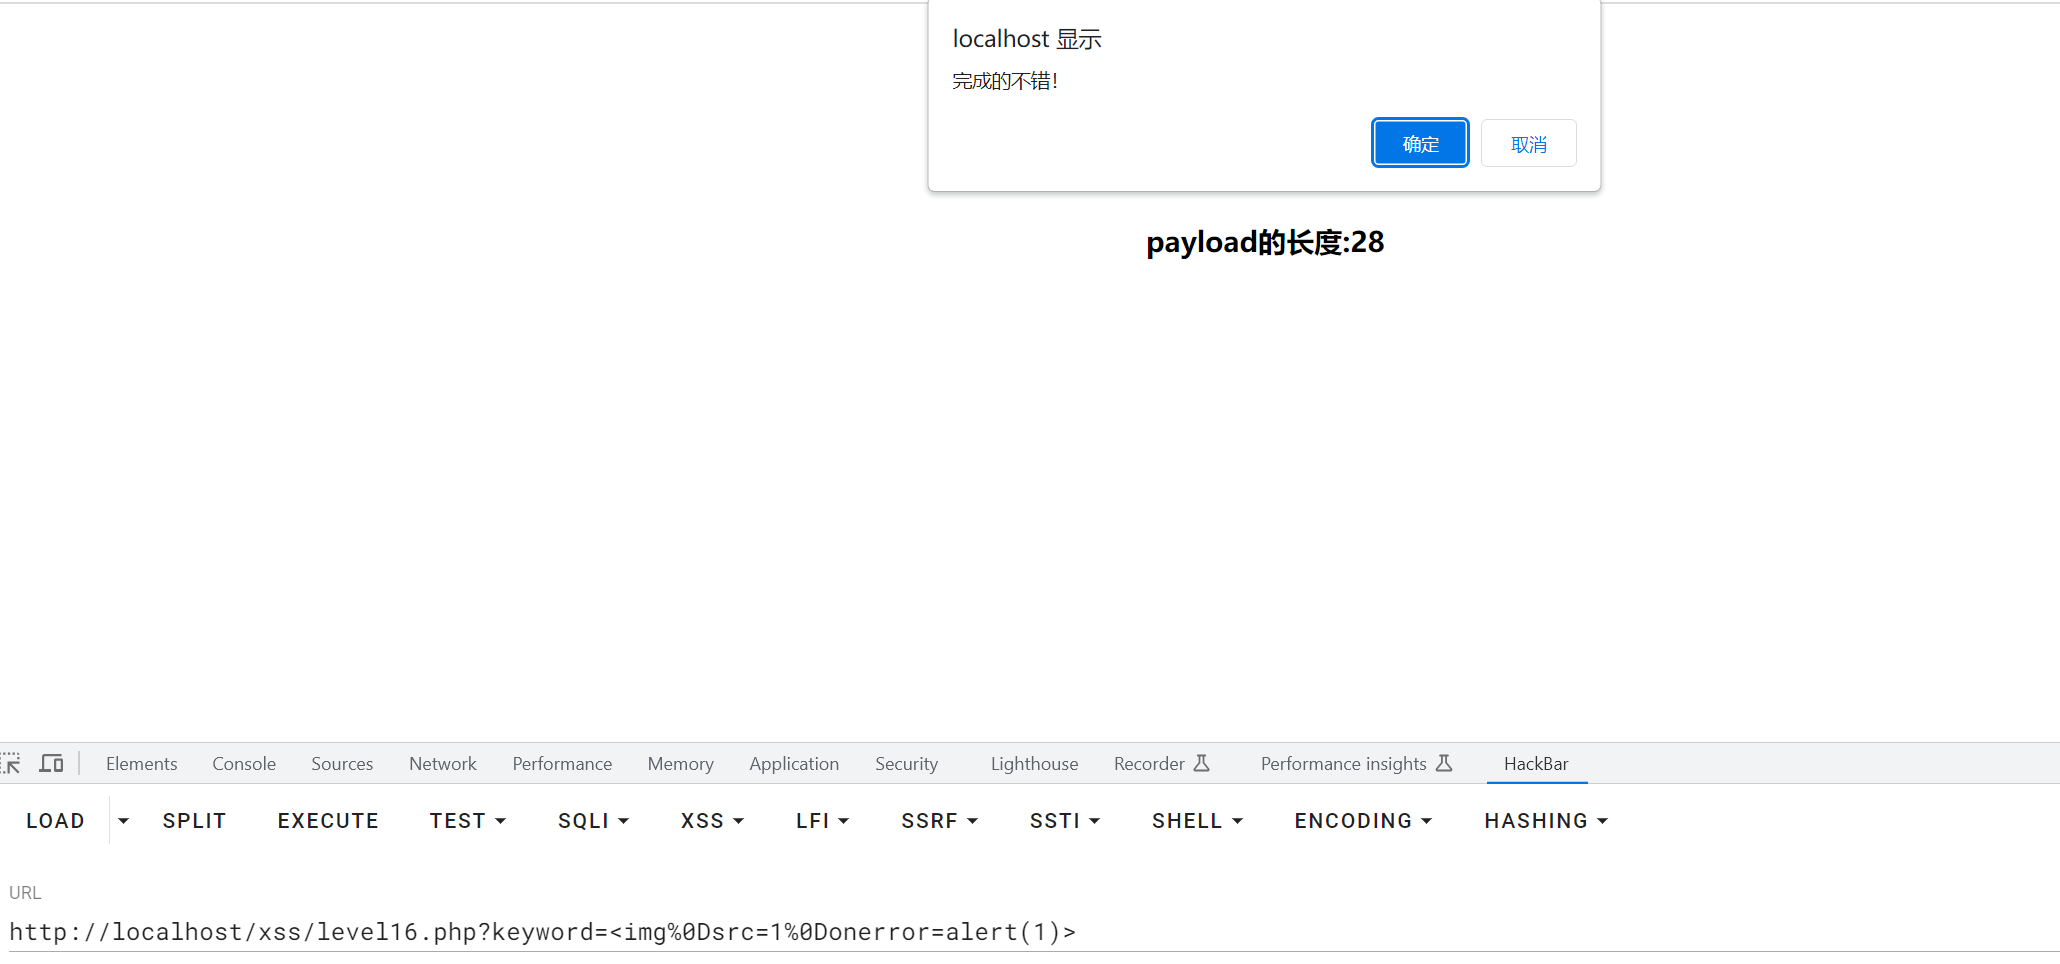 localhost 显示
完成的不错!
确定 取消
payload的长度:28
Elements Console Sources Network Performance Memory Application Security Lighthouse Recorder Performance insights HackBar
LOAD SPLIT EXECUTE TEST SQLI XSS LFI SSRF SSTI SHELL ENCODING HASHING
URL
http://localhost/xss/level16.php?keyword=<img%0Dsrc=1%0Donerror=alert(1)>